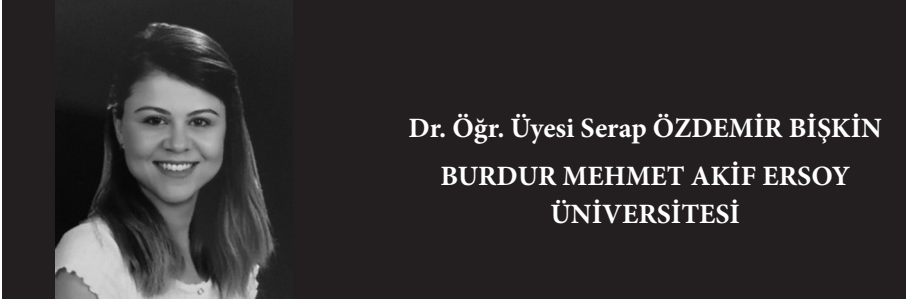 Dr. Öğr. Üyesi Serap ÖZDEMİR BİŞKİN
BURDUR MEHMET AKİF ERSOY
ÜNİVERSİTESİ